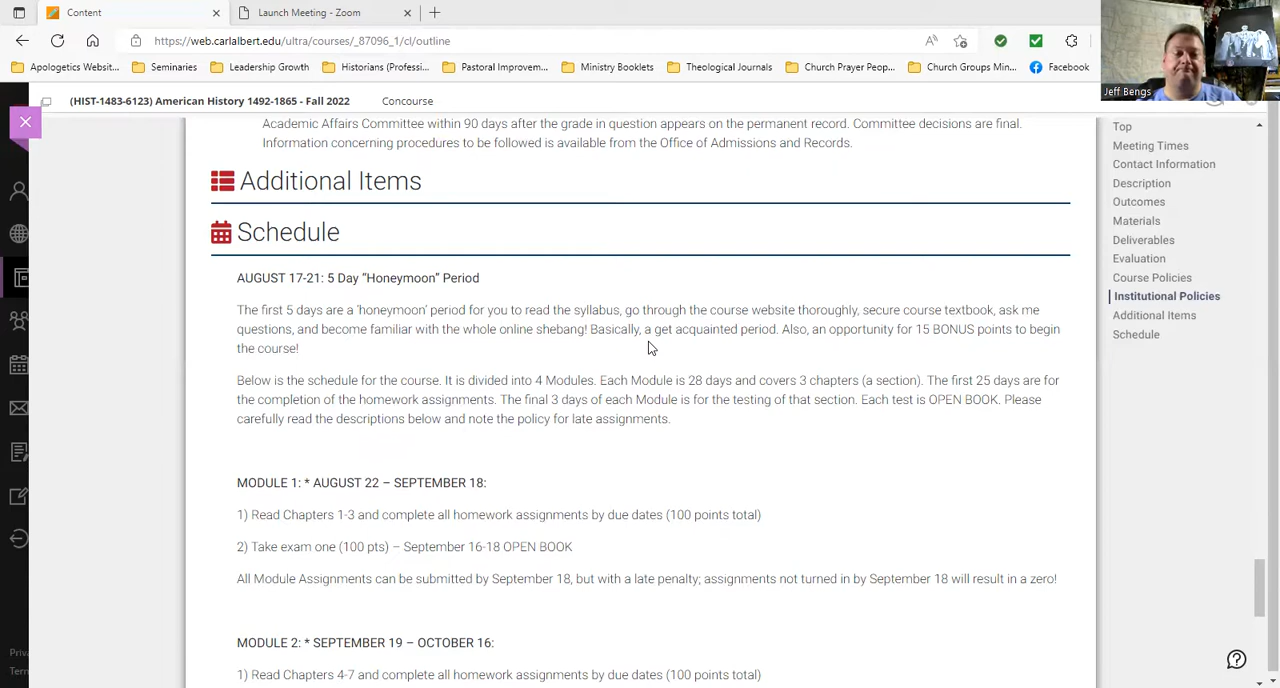 Content
Launch Meeting - Zoom
https://web.carlalbert.edu/ultra/courses/_87096_1/cl/outline
Apologetics Websit...
Seminaries
Leadership Growth
Historians (Professi...
Ministry Booklets
Theological Journals
Church Prayer Peop...
Church Groups Min...
Facebook
Jeff Bengs
(HIST-1483-6123) American History 1492-1865 - Fall 2022
Concourse
Academic Affairs Committee within 90 days after the grade in question appears on the permanent record. Committee decisions are final.
Information concerning procedures to be followed is available from the Office of Admissions and Records.
Additional Items
Schedule
AUGUST 17-21: 5 Day “Honeymoon” Period
The first 5 days are a ‘honeymoon’ period for you to read the syllabus, go through the course website thoroughly, secure course textbook, ask me
questions, and become familiar with the whole online shebang! Basically, a get acquainted period. Also, an opportunity for 15 BONUS points to begin
the course!
Below is the schedule for the course. It is divided into 4 Modules. Each Module is 28 days and covers 3 chapters (a section). The first 25 days are for
the completion of the homework assignments. The final 3 days of each Module is for the testing of that section. Each test is OPEN BOOK. Please
carefully read the descriptions below and note the policy for late assignments.
MODULE 1: * AUGUST 22 – SEPTEMBER 18:
1) Read Chapters 1-3 and complete all homework assignments by due dates (100 points total)
2) Take exam one (100 pts) – September 16-18 OPEN BOOK
All Module Assignments can be submitted by September 18, but with a late penalty; assignments not turned in by September 18 will result in a zero!
MODULE 2: * SEPTEMBER 19 – OCTOBER 16:
1) Read Chapters 4-7 and complete all homework assignments by due dates (100 points total)
Top
Meeting Times
Contact Information
Description
Outcomes
Materials
Deliverables
Evaluation
Course Policies
Institutional Policies
Additional Items
Schedule
Priva
Term